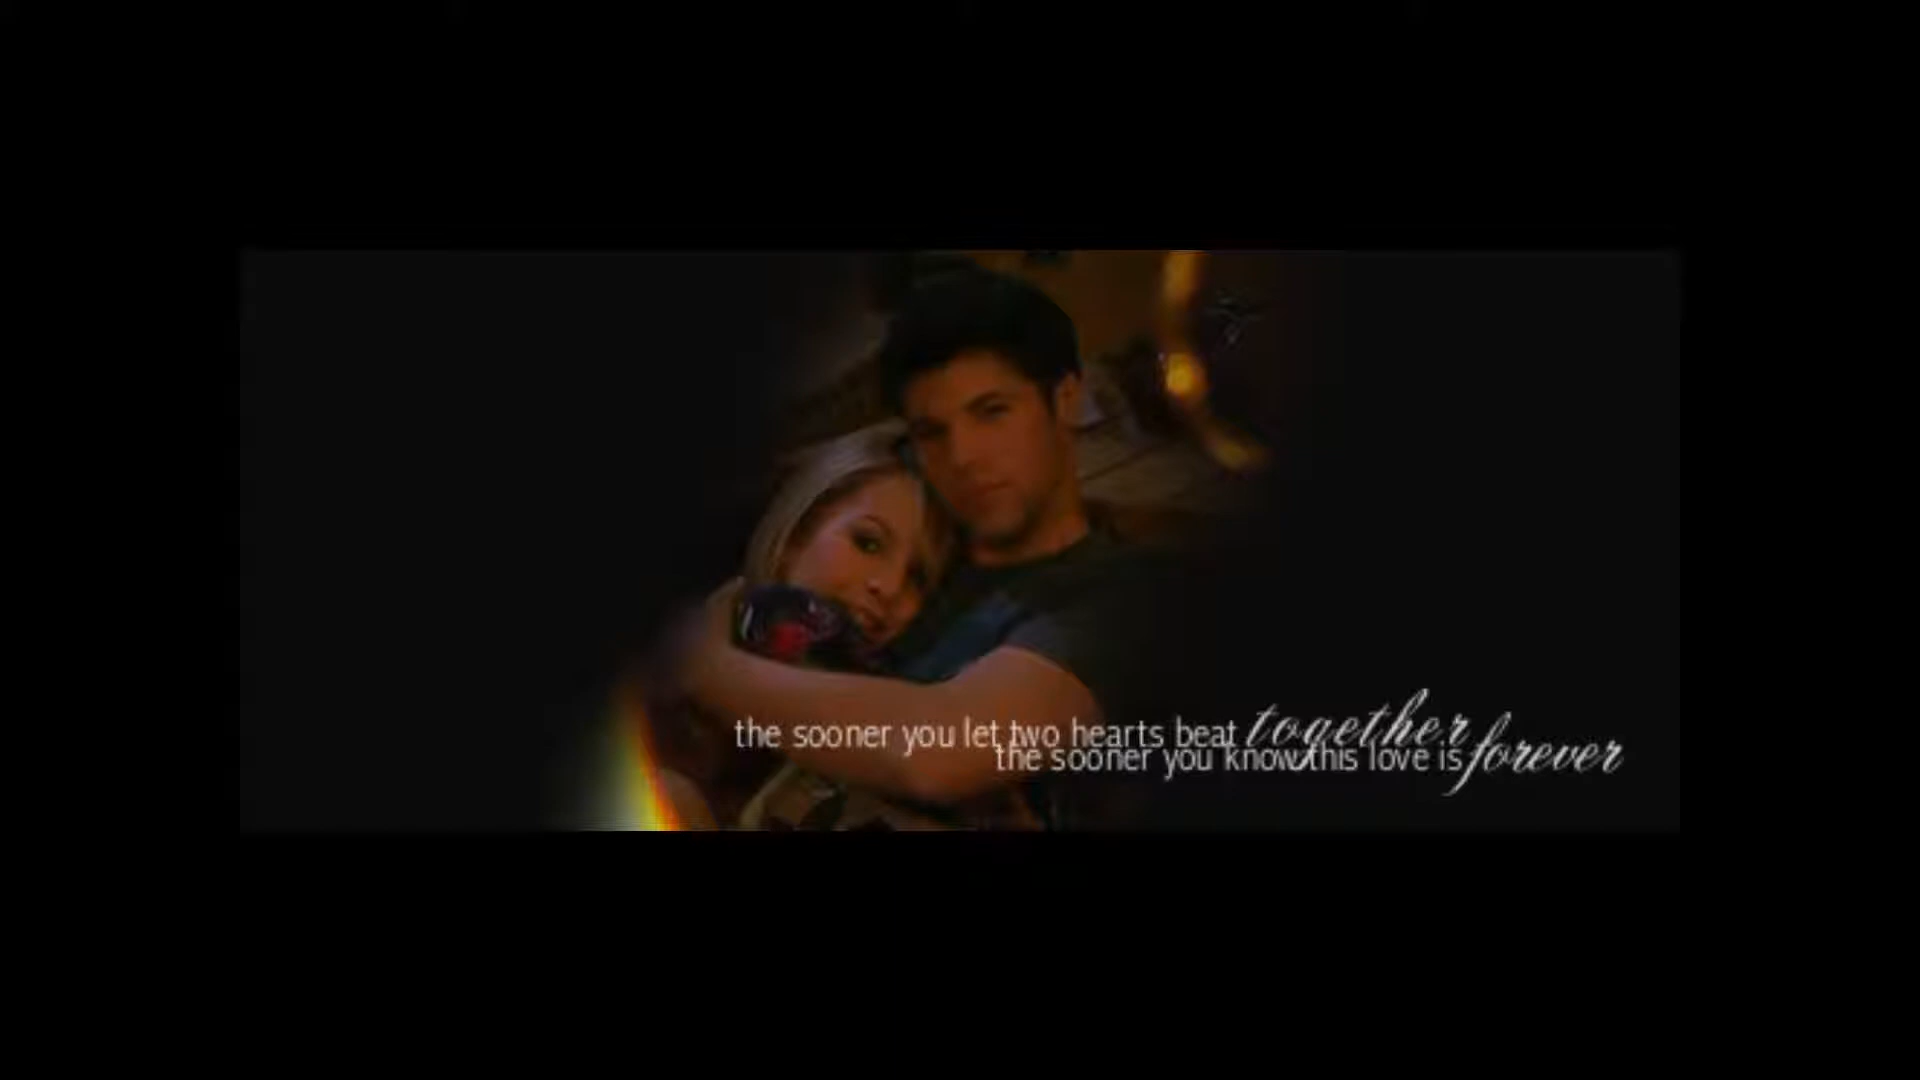 the sooner you let two hearts beat together
the sooner you know this love is forever